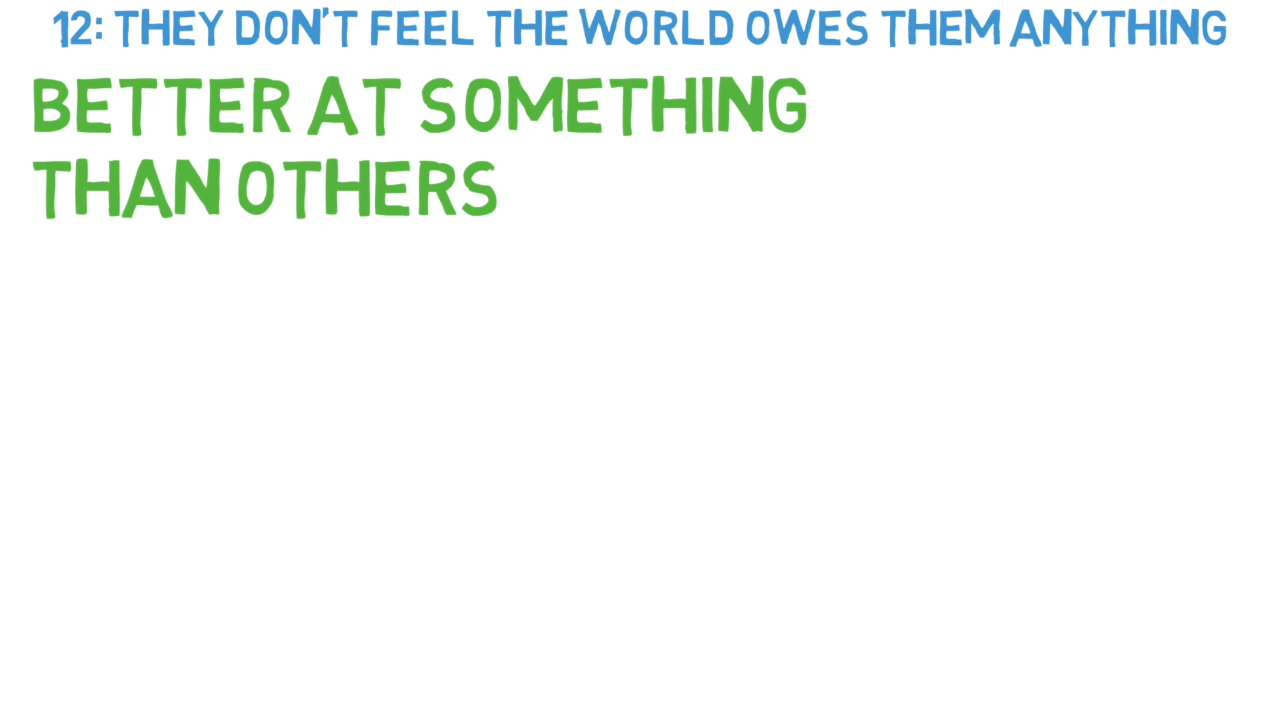 12: THEY DON'T FEEL THE WORLD OWES THEM ANYTHING
BETTER AT SOMETHING
THAN OTHERS